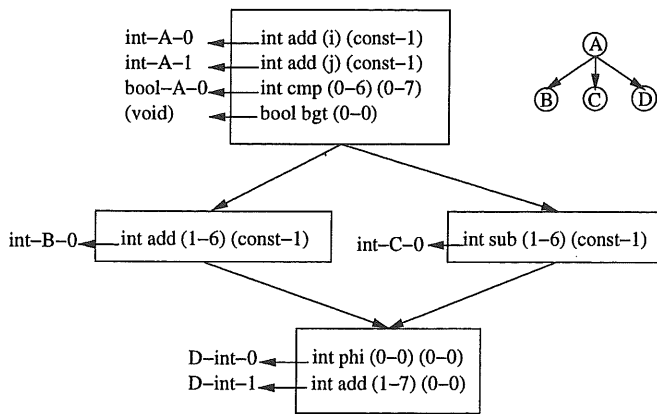 int–A–0 int add (i) (const–1)
int–A–1 int add (j) (const–1)
bool–A–0 int cmp (0–6) (0–7)
(void) bool bgt (0–0)
A
B C D
int–B–0 int add (1–6) (const–1)
int–C–0 int sub (1–6) (const–1)
D–int–0 int phi (0–0) (0–0)
D–int–1 int add (1–7) (0–0)